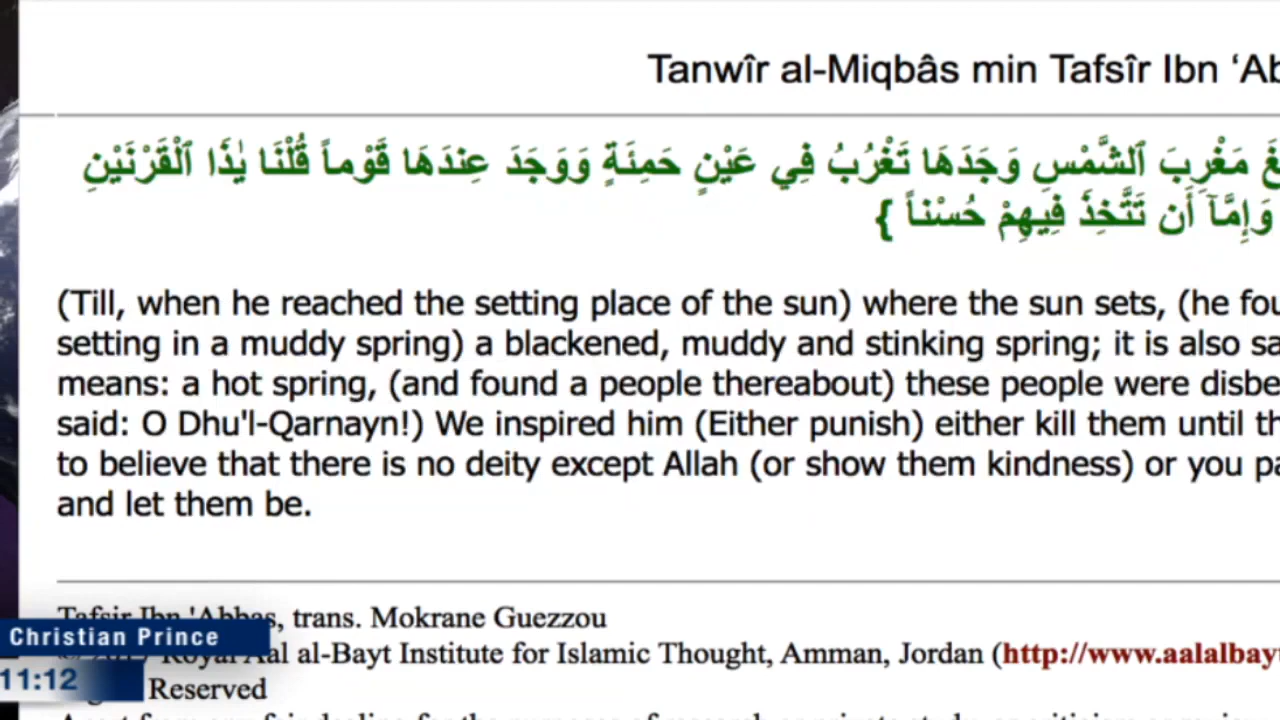 Tanwîr al-Miqbâs min Tafsîr Ibn ‘Ab
غَ مَغْرِبَ ٱلشَّمْسِ وَجَدَهَا تَغْرُبُ فِي عَيْنٍ حَمِئَةٍ وَوَجَدَ عِندَهَا قَوْماً قُلْنَا يٰذَا ٱلْقَرْنَيْنِ
وَإِمَّآ أَن تَتَّخِذَ فِيهِمْ حُسْناً }
(Till, when he reached the setting place of the sun) where the sun sets, (he fou
setting in a muddy spring) a blackened, muddy and stinking spring; it is also sa
means: a hot spring, (and found a people thereabout) these people were disbe
said: O Dhu'l-Qarnayn!) We inspired him (Either punish) either kill them until th
to believe that there is no deity except Allah (or show them kindness) or you pa
and let them be.
Tafsir Ibn 'Abbas, trans. Mokrane Guezzou
Royal Aal al-Bayt Institute for Islamic Thought, Amman, Jordan (http://www.aalalbayt
Reserved
Christian Prince
11:12